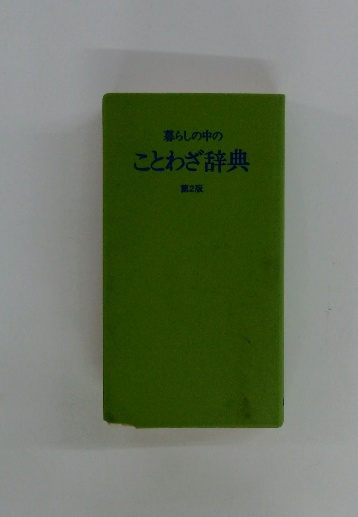 暮らしの中の
ことわざ辞典
第2版